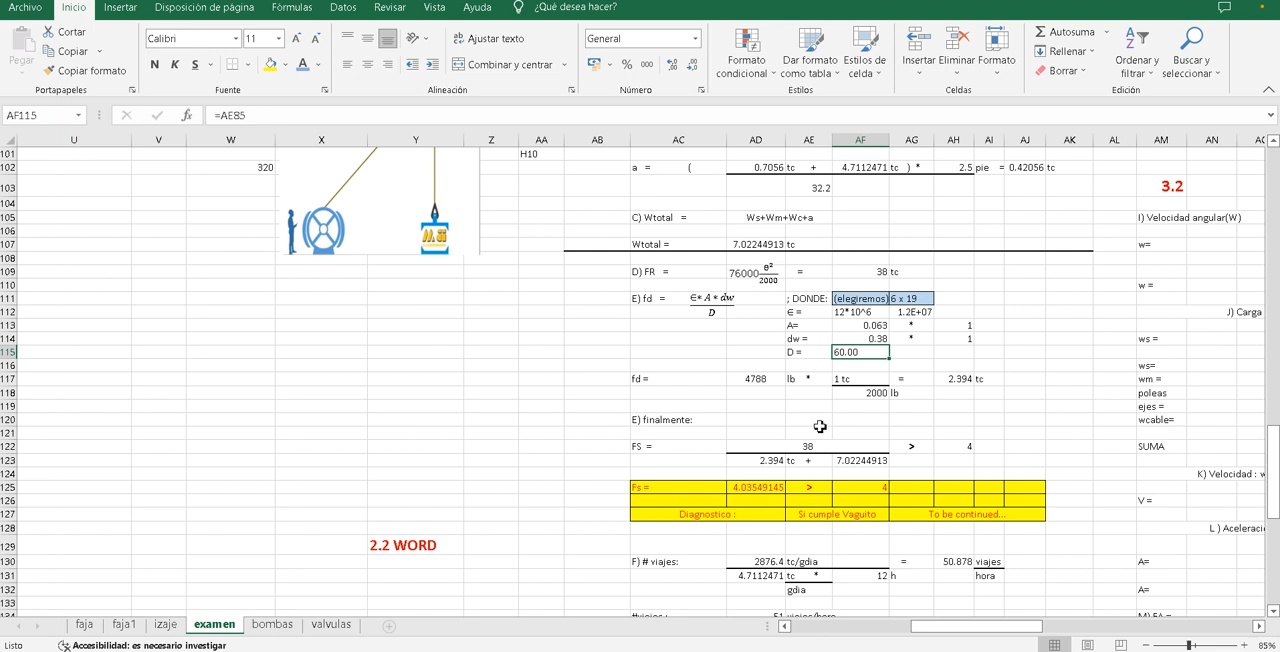 Archivo Inicio Insertar Disposición de página Fórmulas Datos Revisar Vista Ayuda ¿Qué desea hacer?
Pegar Cortar Copiar Copiar formato Portapapeles
Calibri 11 N K S Fuente
Ajustar texto Combinar y centrar Alineación
General % 000 Número
Formato condicional Dar formato como tabla Estilos de celda Estilos
Insertar Eliminar Formato Celdas
Autosuma Rellenar Borrar Ordenar y filtrar Buscar y seleccionar Edición
AF115 fx =AE85
U V W X Y Z AA AB AC AD AE AF AG AH AI AJ AK AL AM AN
101 H10
102 320 a = ( 0.7056 tc + 4.7112471 tc ) * 2.5 pie = 0.42056 tc
103 32.2 3.2
104
105 C) Wtotal = Ws+Wm+Wc+a I) Velocidad angular(W)
106
107 Wtotal = 7.02244913 tc w=
108
109 D) FR = 76000 θ² 2000 = 38 tc
110 w =
111 E) fd = ∈* A * dw D ; DONDE: (elegiremos) 6 x 19
112 ∈ = 12*10^6 1.2E+07 J) Carga
113 A= 0.063 * 1
114 dw = 0.38 * 1 ws =
115 D = 60.00
116 ws=
117 fd = 4788 lb * 1 tc = 2.394 tc wm =
118 2000 lb poleas
119 ejes =
120 E) finalmente: wcable=
121
122 FS = 38 > 4 SUMA
123 2.394 tc + 7.02244913
124 K) Velocidad : w
125 Fs = 4.03549145 > 4
126 V =
127 Diagnostico : Si cumple Vaguito To be continued...
128 L ) Aceleració
129 2.2 WORD
130 F) # viajes: 2876.4 tc/gdia = 50.878 viajes A=
131 4.7112471 tc * 12 h hora
132 gdia A=
133
#viajes : 51 viajes/hora M) FA =
faja faja1 izaje examen bombas valvulas
Listo Accesibilidad: es necesario investigar 85%